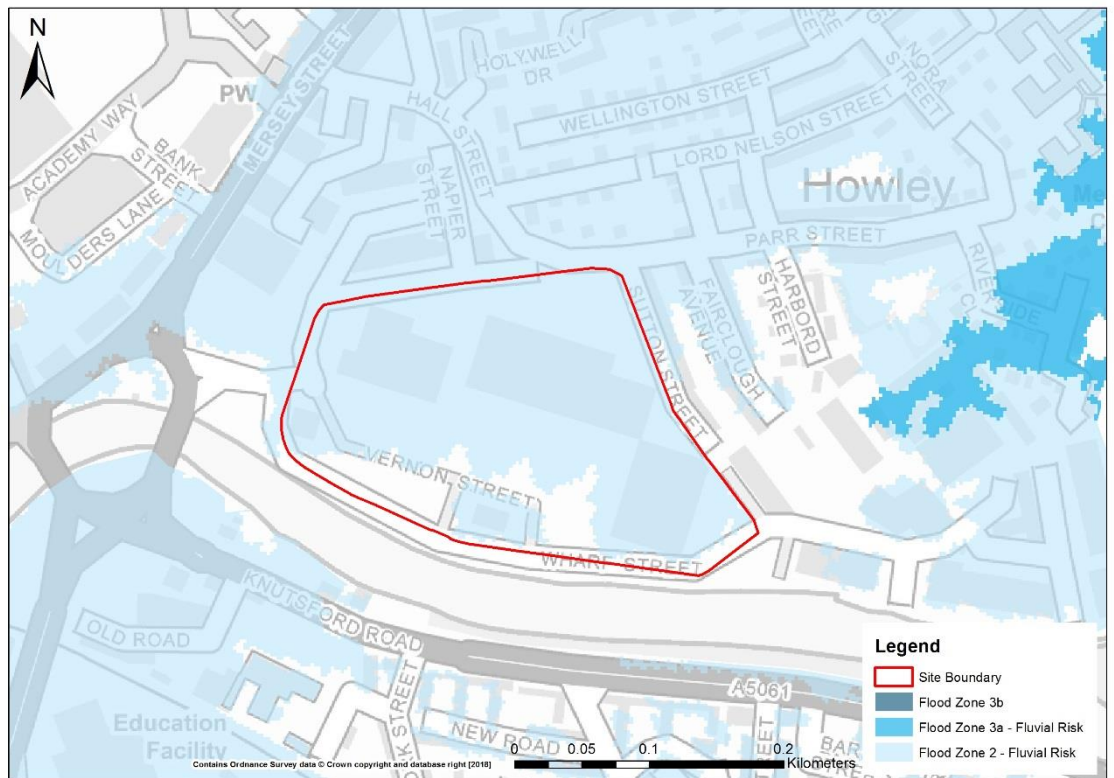 N
ACADEMY WAY
PW
BANK
STREET
MOULDERS LANE
MERSEY STREET
HOLYWELL
DR
HALL STREET
NAPIER
STREET
WELLINGTON STREET
LORD NELSON STREET
NORA
STREET
Howley
PARR STREET
SUTTON STREET
FAIRCLOUGH
AVENUE
HARBORD
STREET
VERNON STREET
WHARF STREET
KNUTSFORD ROAD
OLD ROAD
Education
Facility
NEW ROAD
A5061
STREET
Legend
Site Boundary
Flood Zone 3b
Flood Zone 3a - Fluvial Risk
Flood Zone 2 - Fluvial Risk
0 0.05 0.1 0.2
Kilometers
Contains Ordnance Survey data © Crown copyright and database right [2018]